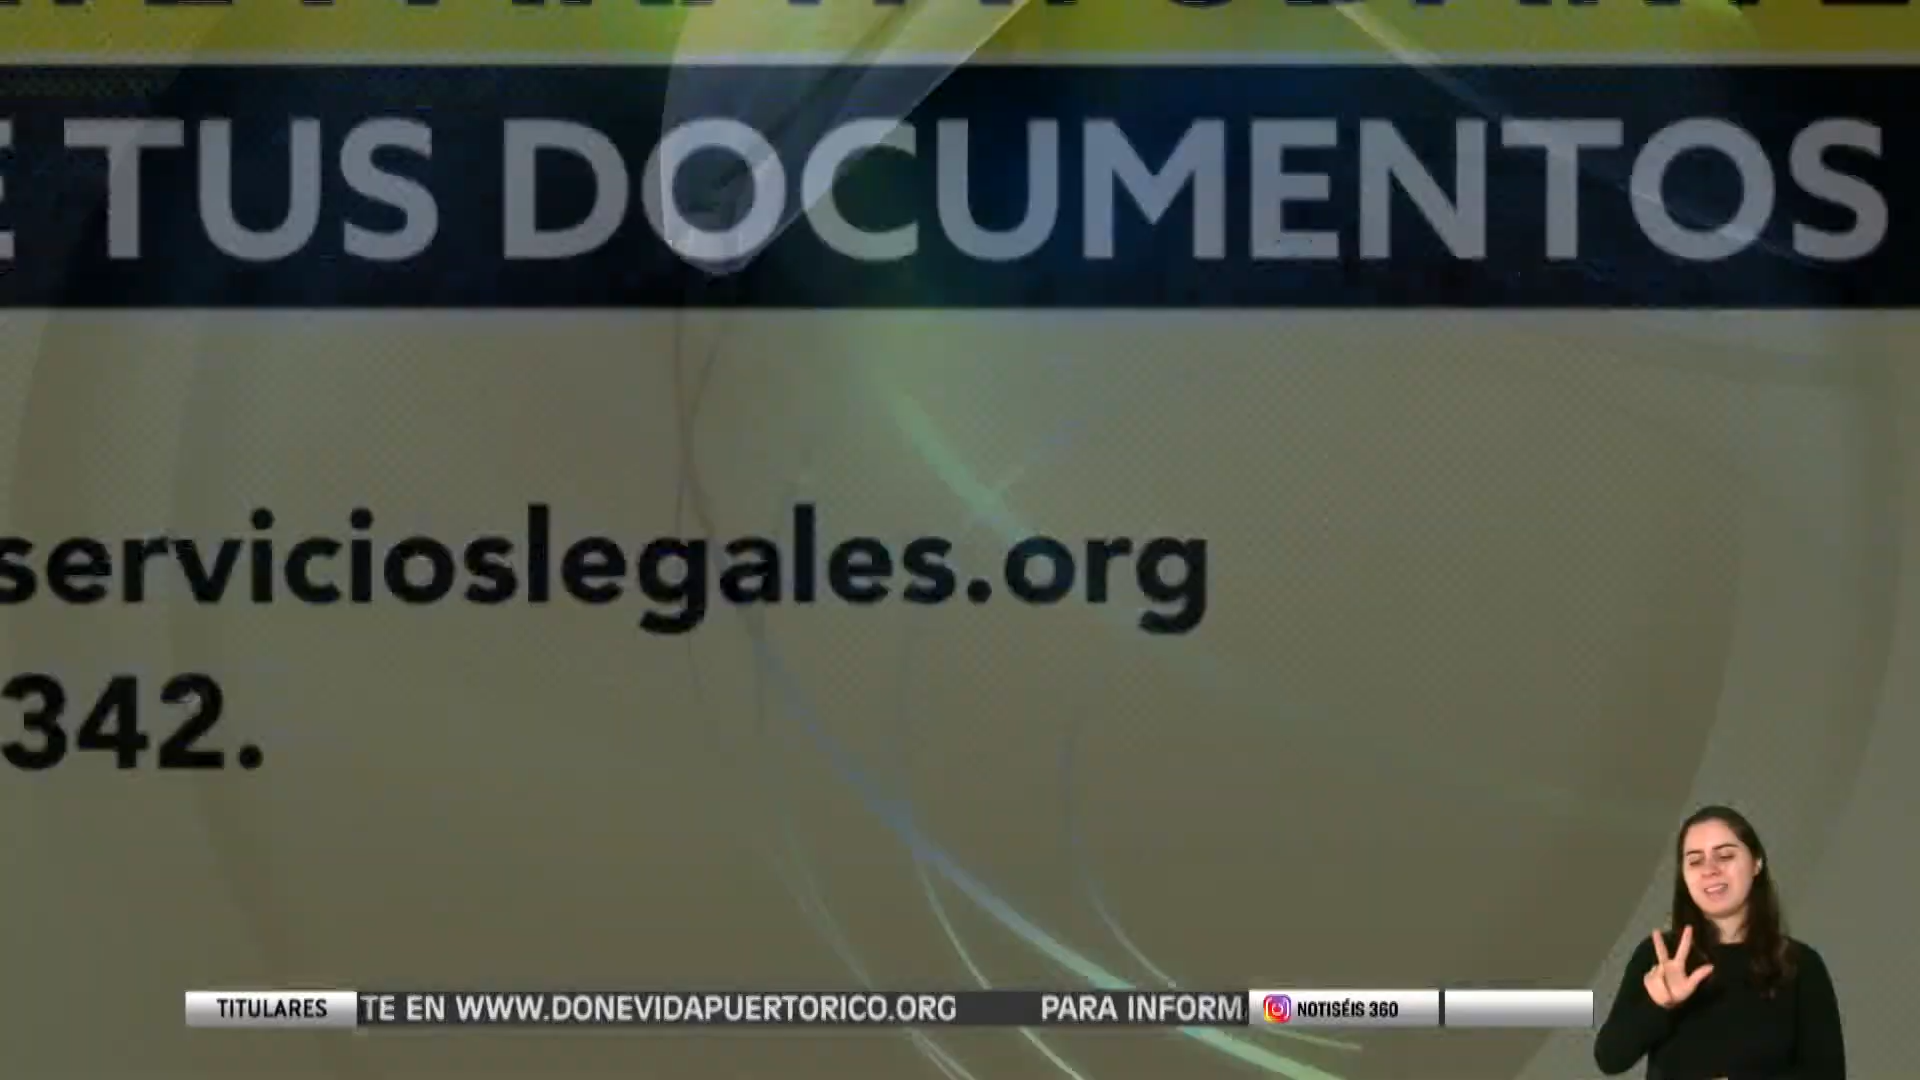 TUS DOCUMENTOS
servicioslegales.org
342.
TITULARES
TE EN WWW.DONEVIDAPUERTORICO.ORG PARA INFORM
NOTISÉIS 360